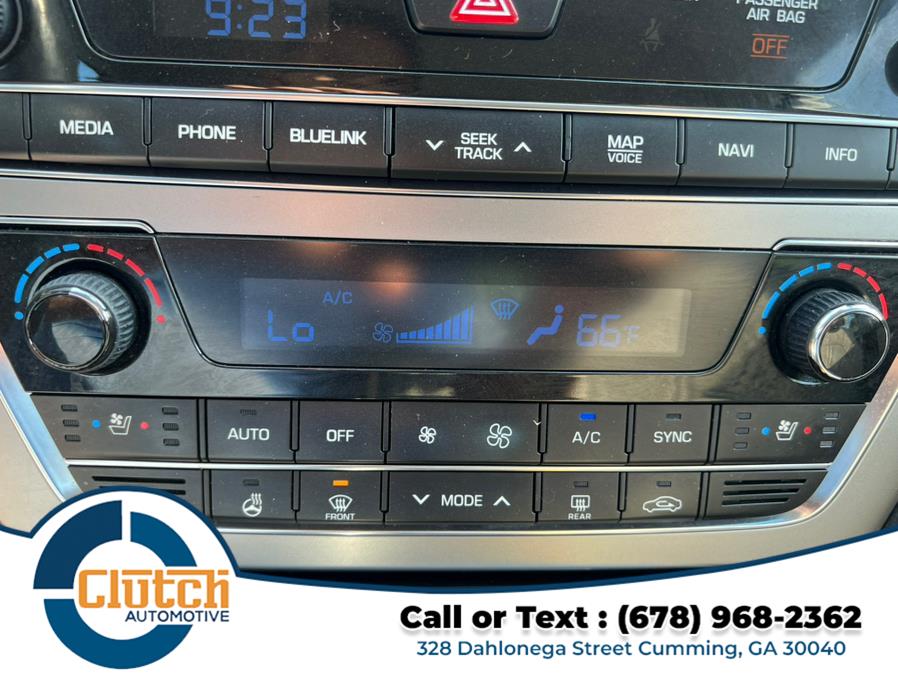 9:23
PASSENGER
AIR BAG
OFF
MEDIA
PHONE
BLUELINK
SEEK
TRACK
MAP
VOICE
NAVI
INFO
A/C
Lo
66°F
AUTO
OFF
A/C
SYNC
FRONT
MODE
REAR
Clutch
AUTOMOTIVE
Call or Text : (678) 968-2362
328 Dahlonega Street Cumming, GA 30040